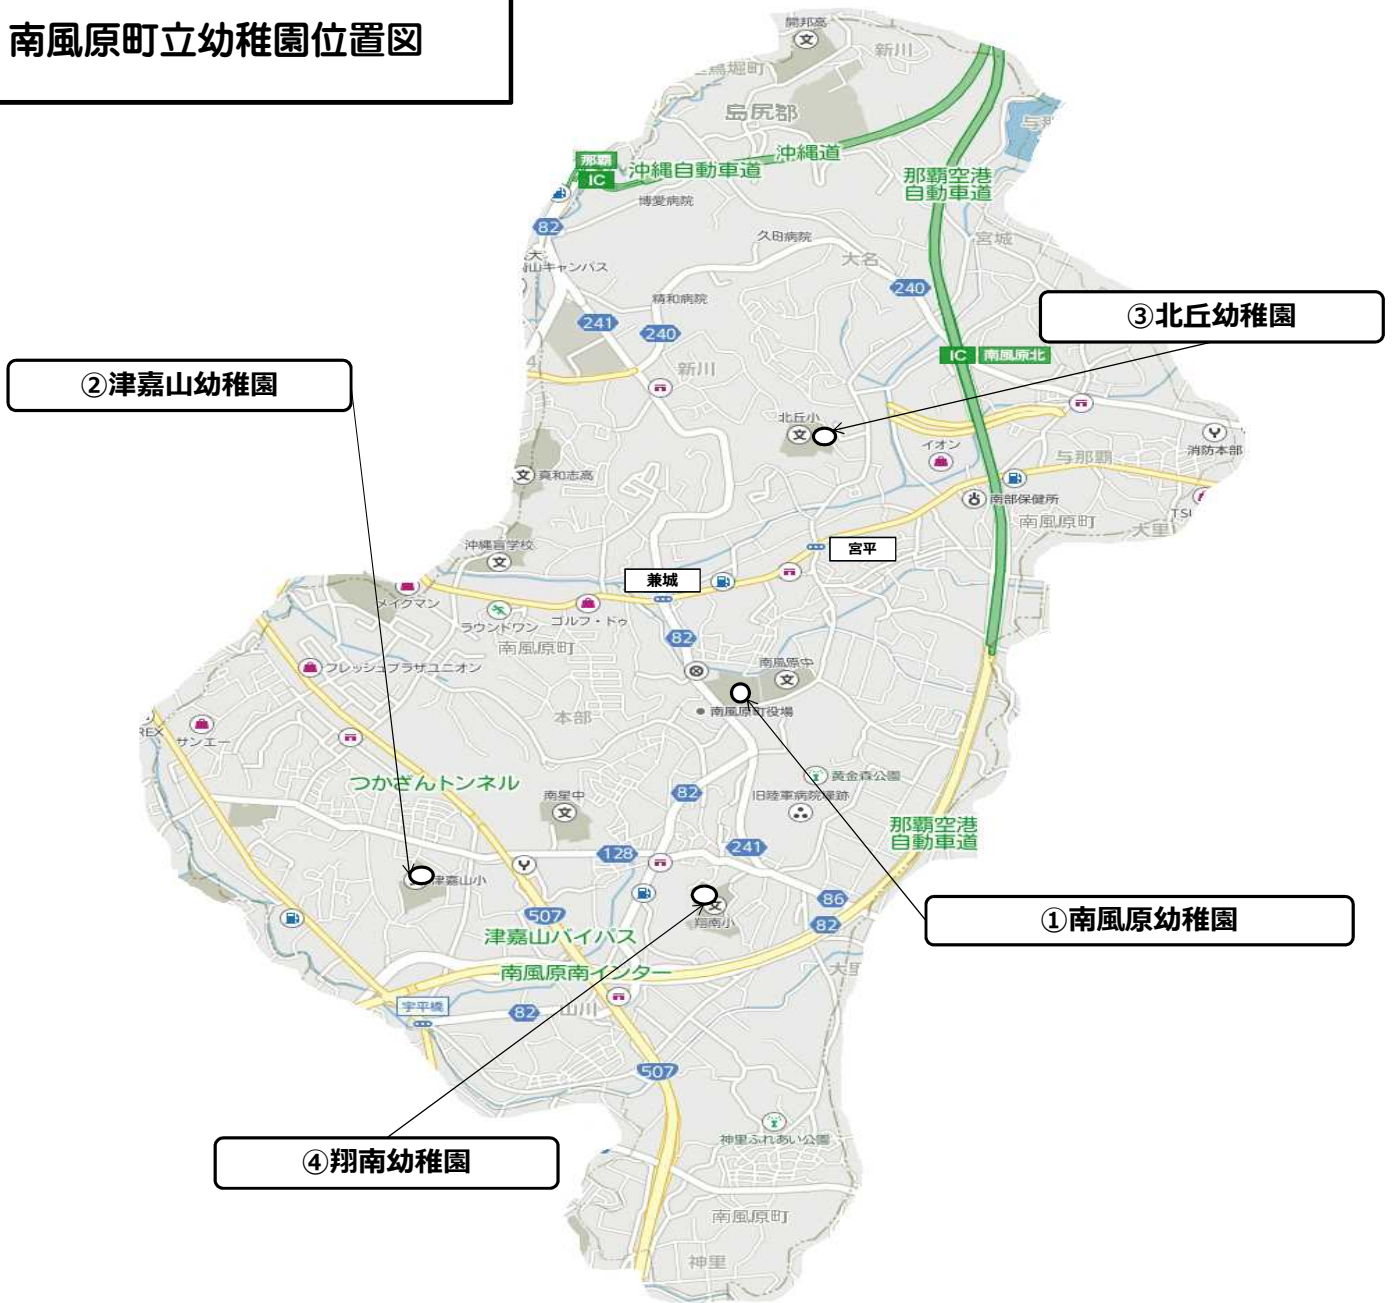 南風原町立幼稚園位置図
開邦高
新川
鳥堀町
島尻郡
与那
那覇
IC
沖縄自動車道
沖縄道
那覇空港
自動車道
博愛病院
82
久田病院
宮城
大名
山キャンパス
240
精和病院
241
240
③北丘幼稚園
IC 南風原北
②津嘉山幼稚園
新川
北丘小
イオン
与那覇
消防本部
真和志高
南部保健所
南風原町
大里
TSU
沖縄盲学校
宮平
兼城
メイクマン
ラウンドワン
ゴルフ・ドゥ
82
南風原町
フレッシュプラザユニオン
南風原中
南風原町役場
本部
REX
サンエー
つかざんトンネル
黄金森公園
南星中
82
旧陸軍病院壕跡
那覇空港
自動車道
241
128
津嘉山小
86
507
翔南小
82
①南風原幼稚園
津嘉山バイパス
南風原南インター
大里
宇平橋
82
山川
507
神里ふれあい公園
④翔南幼稚園
南風原町
神里